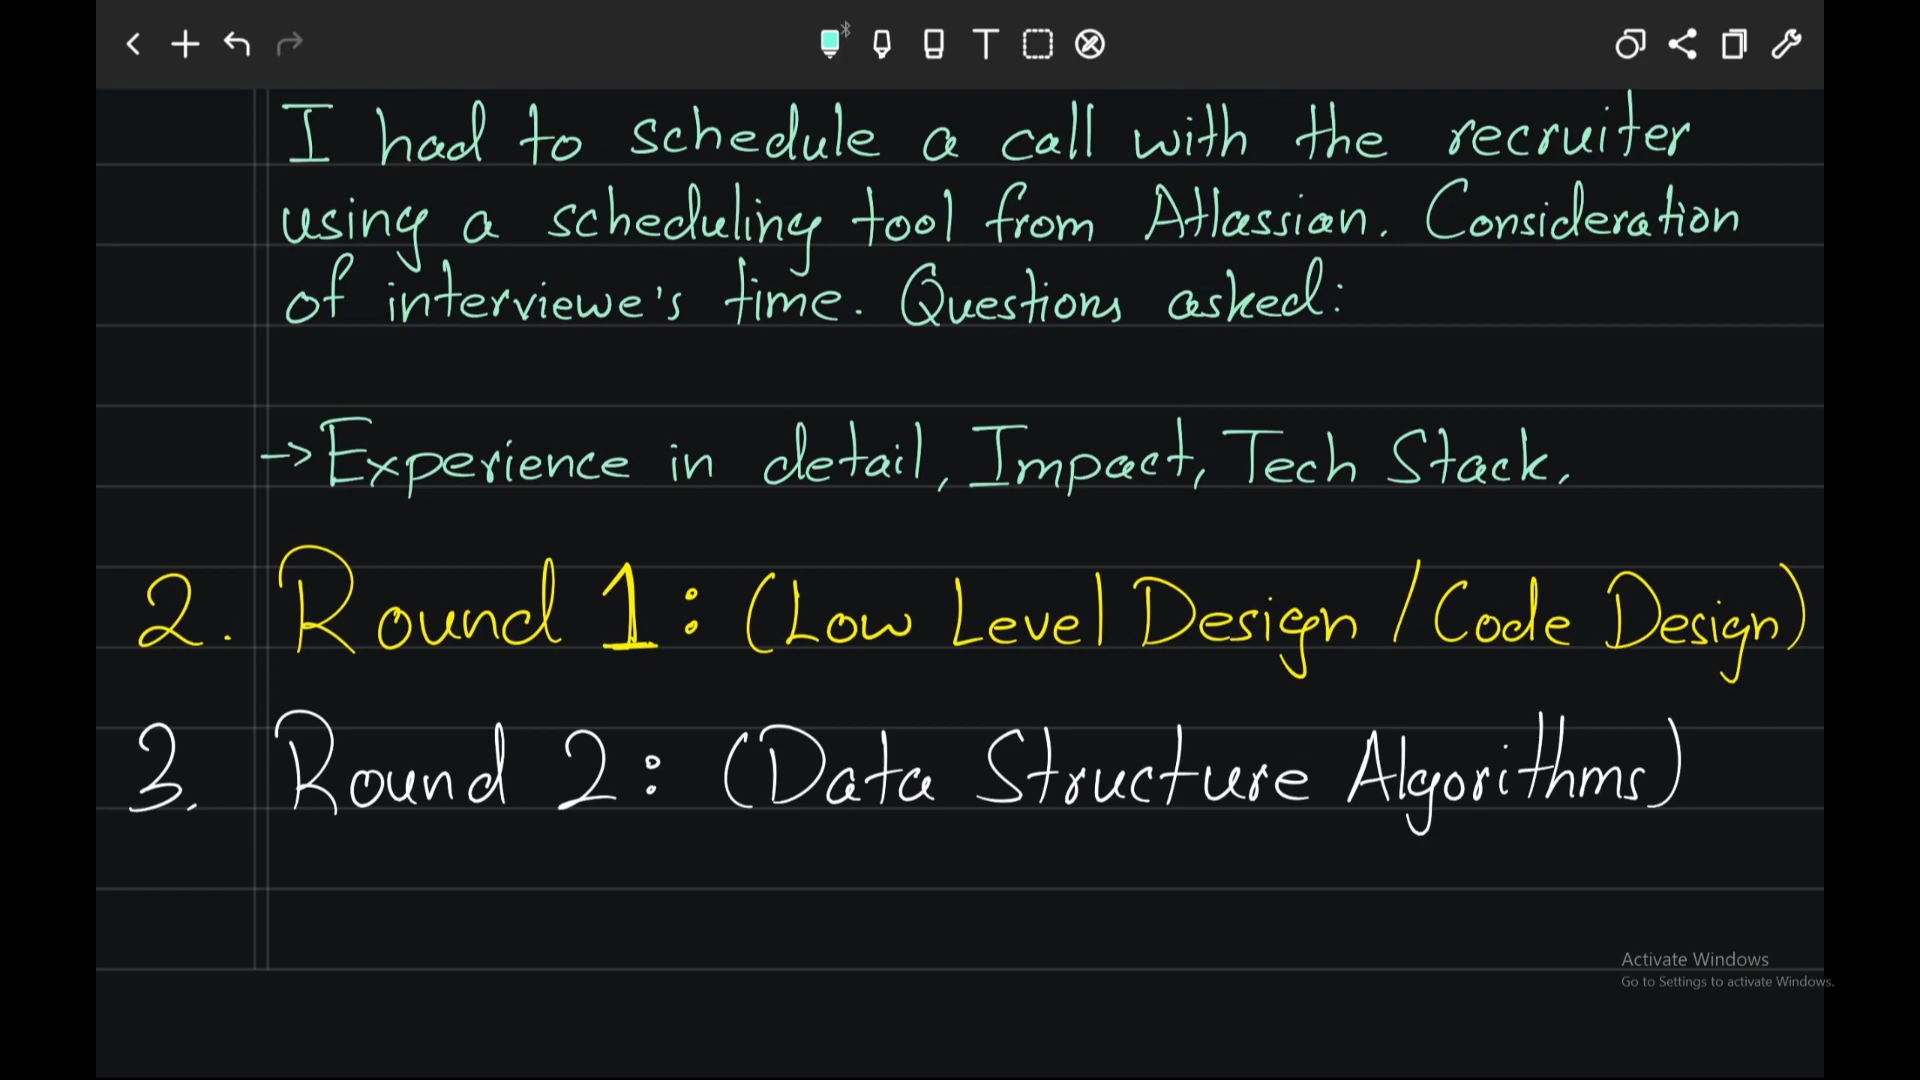 I had to schedule a call with the recruiter
using a scheduling tool from Atlassian. Consideration
of interviewe's time. Questions asked:
->Experience in detail, Impact, Tech Stack.
2. Round 1: (Low Level Design / Code Design)
3. Round 2: (Data Structure Algorithms)
Activate Windows
Go to Settings to activate Windows.